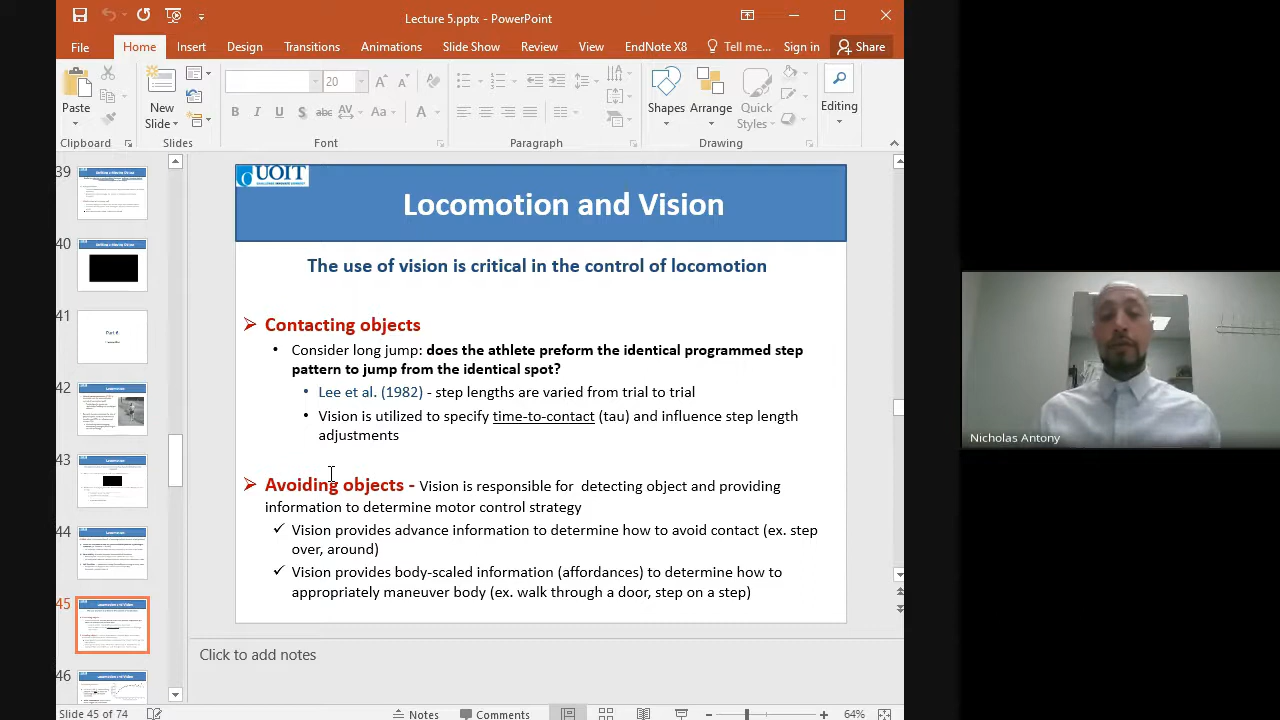 Lecture 5.pptx - PowerPoint
File Home Insert Design Transitions Animations Slide Show Review View EndNote X8 Tell me... Sign in Share
20
Paste
New
Slide
B I U S abc AV Aa A
Shapes Arrange Quick
Styles
Editing
Clipboard Slides Font Paragraph Drawing
39
40
41
42
43
44
45
46
UOIT
Locomotion and Vision
The use of vision is critical in the control of locomotion
Contacting objects
• Consider long jump: does the athlete preform the identical programmed step
pattern to jump from the identical spot?
• Lee et al. (1982) - step lengths are varied from trial to trial
• Vision is utilized to specify time-to-contact (tau) and influence step length
adjustments
Avoiding objects - Vision is responsible for detecting object and providing
information to determine motor control strategy
✓ Vision provides advance information to determine how to avoid contact (ex.
over, around)
✓ Vision provides body-scaled information (affordances) to determine how to
appropriately maneuver body (ex. walk through a door, step on a step)
Click to add notes
Slide 45 of 74 Notes Comments 64%
Nicholas Antony